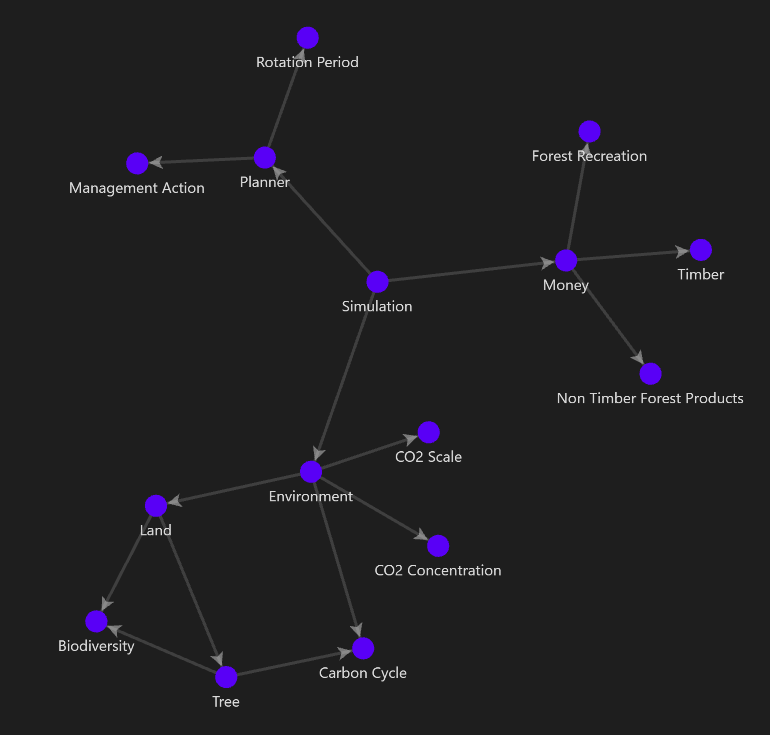 Rotation Period
Forest Recreation
Planner
Management Action
Timber
Money
Simulation
Non Timber Forest Products
CO2 Scale
Environment
Land
CO2 Concentration
Biodiversity
Carbon Cycle
Tree